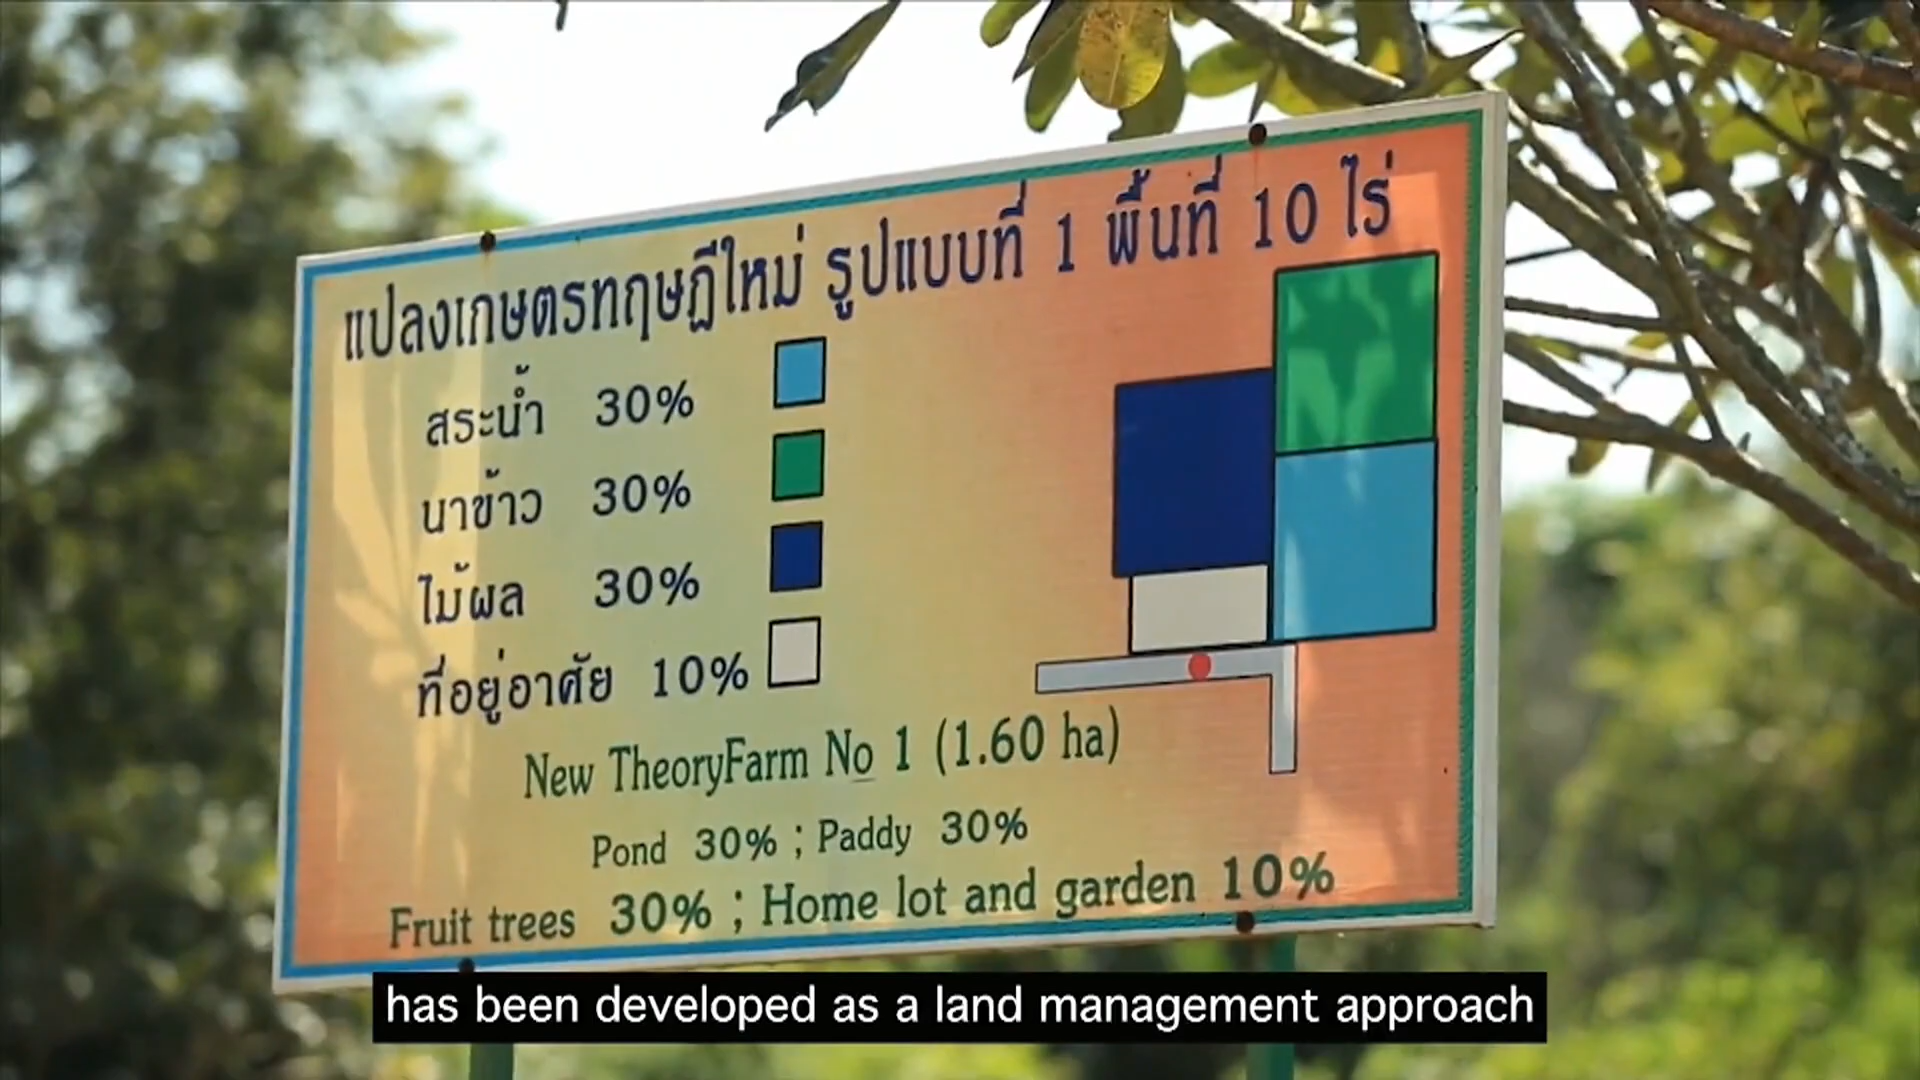 แปลงเกษตรทฤษฎีใหม่ รูปแบบที่ 1 พื้นที่ 10 ไร่
สระน้ำ 30%
นาข้าว 30%
ไม้ผล 30%
ที่อยู่อาศัย 10%
New TheoryFarm No 1 (1.60 ha)
Pond 30% ; Paddy 30%
Fruit trees 30% ; Home lot and garden 10%
has been developed as a land management approach